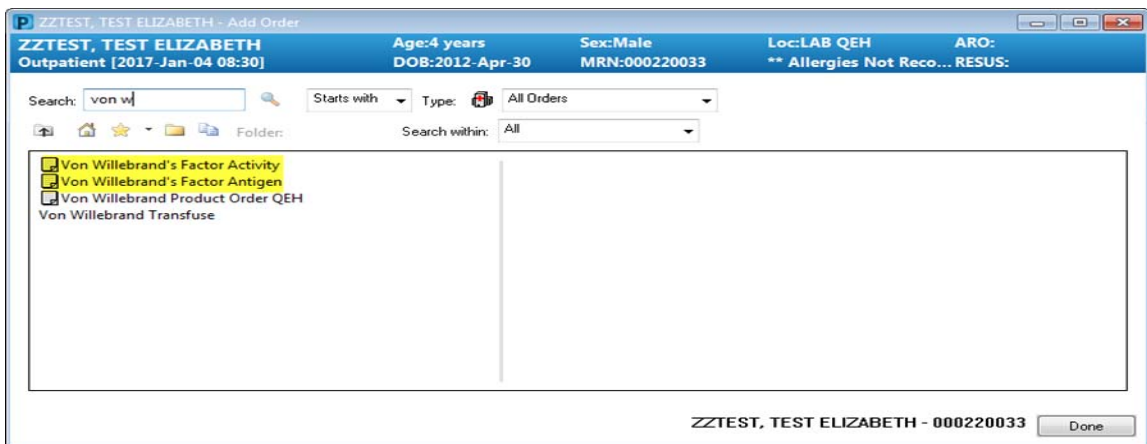 P ZZTEST, TEST ELIZABETH - Add Order
ZZTEST, TEST ELIZABETH Age:4 years Sex:Male Loc:LAB QEH ARO:
Outpatient [2017-Jan-04 08:30] DOB:2012-Apr-30 MRN:000220033 ** Allergies Not Reco... RESUS:
Search: von w Starts with Type: All Orders
Folder: Search within: All
Von Willebrand's Factor Activity
Von Willebrand's Factor Antigen
Von Willebrand Product Order QEH
Von Willebrand Transfuse
ZZTEST, TEST ELIZABETH - 000220033 Done